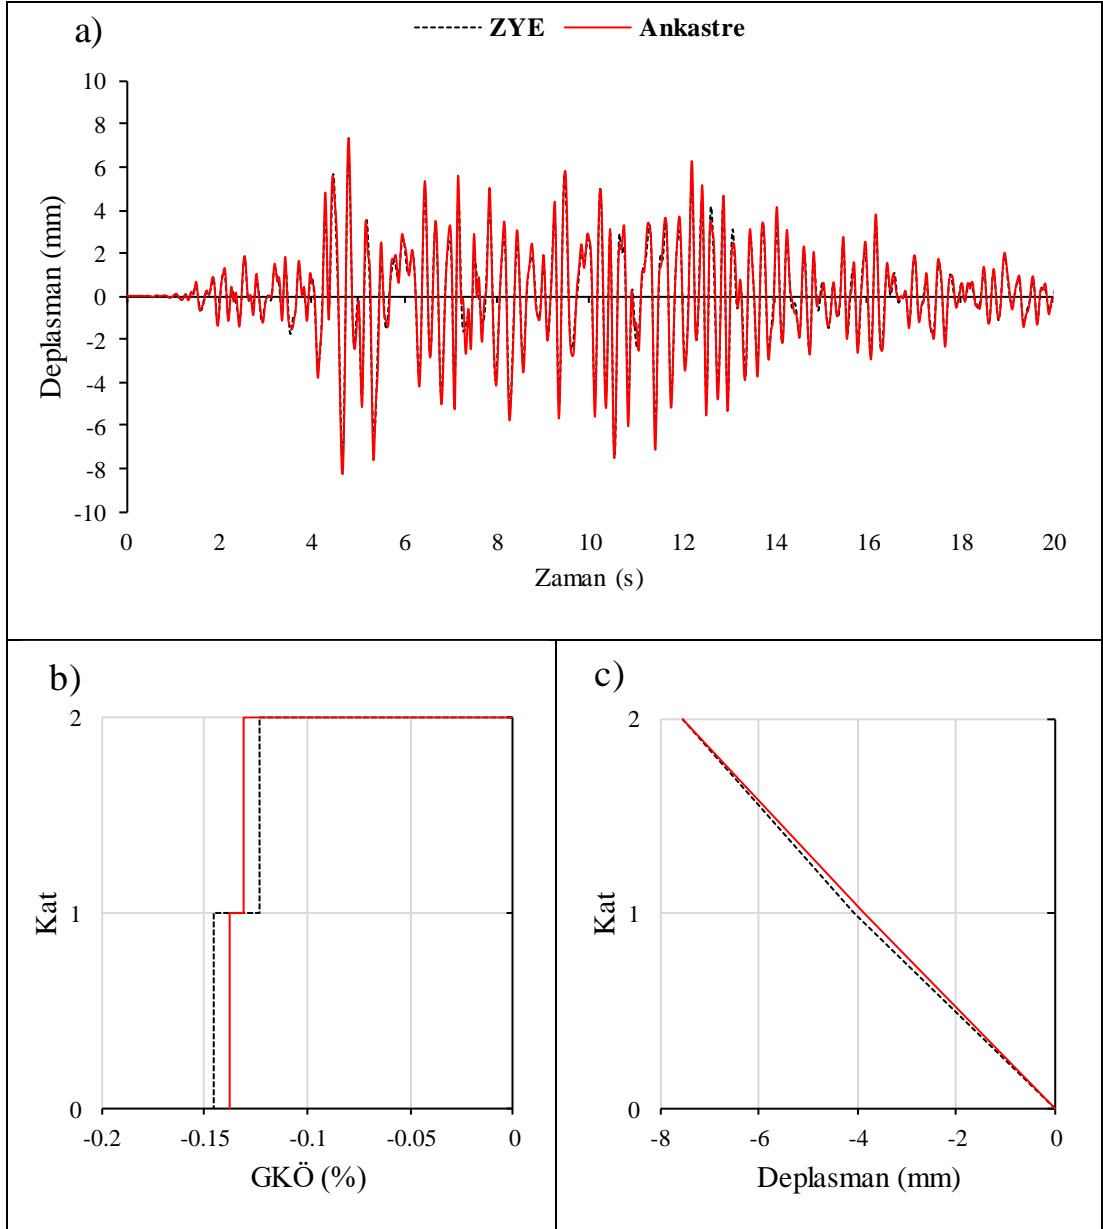 a)
ZYE Ankastre
10
8
6
4
2
0
-2
-4
-6
-8
-10
Deplasman (mm)
0 2 4 6 8 10 12 14 16 18 20
Zaman (s)
b)
2
1
0
Kat
-0.2 -0.15 -0.1 -0.05 0
GKÖ (%)
c)
2
1
0
Kat
-8 -6 -4 -2 0
Deplasman (mm)